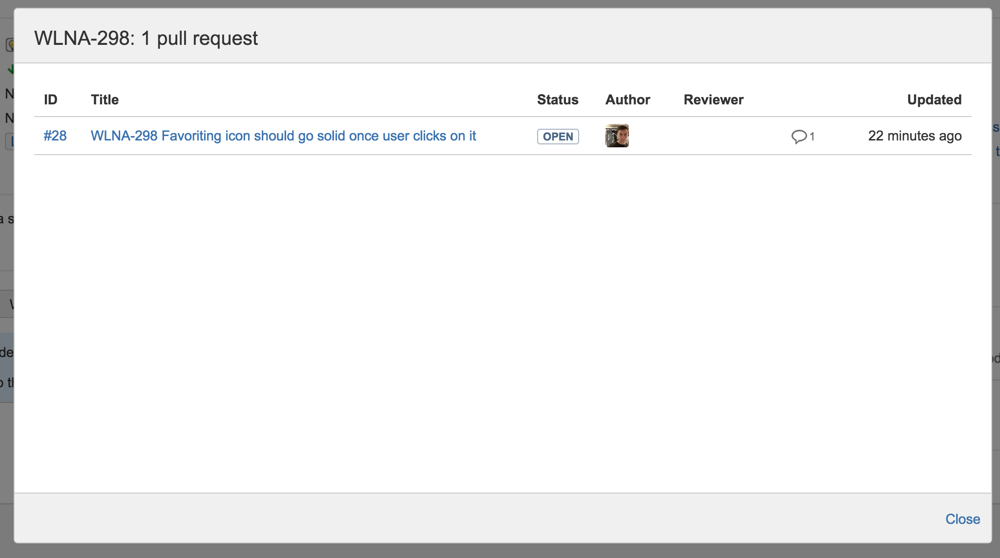 WLNA-298: 1 pull request
ID Title Status Author Reviewer Updated
#28 WLNA-298 Favoriting icon should go solid once user clicks on it OPEN 1 22 minutes ago
Close